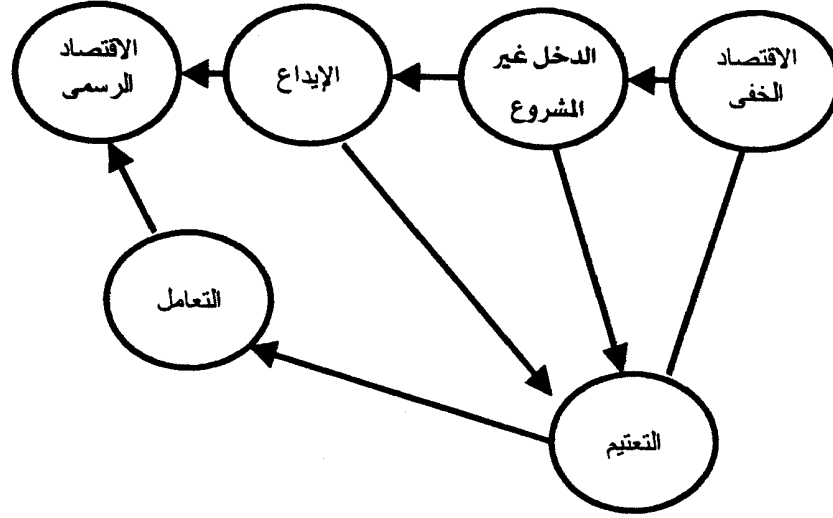 الاقتصاد
الخفى
الدخل غير
المشروع
الإيداع
الاقتصاد
الرسمى
التعامل
التعتيم